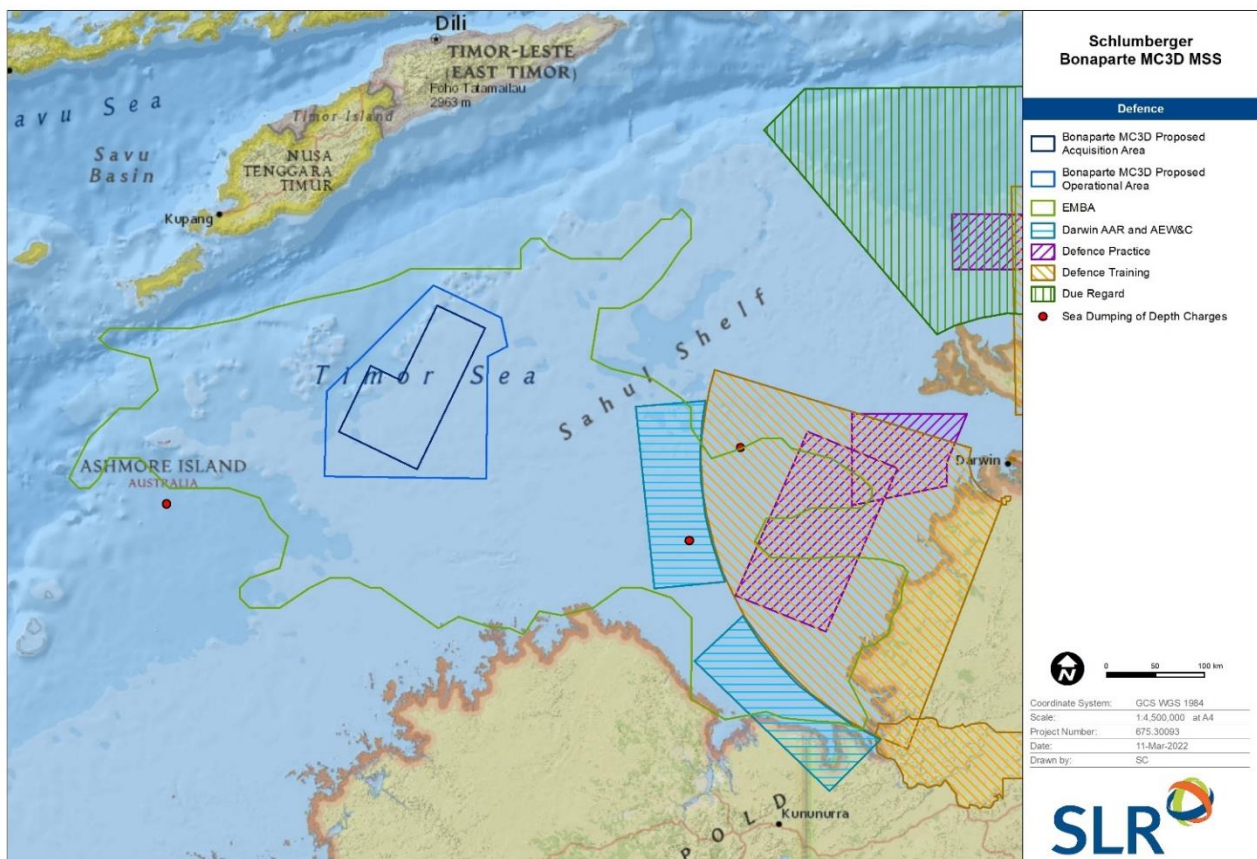 Dili
TIMOR-LESTE
(EAST TIMOR)
Foho Tatamailau
2963 m
Timor Island
avu Sea
Savu
Basin
NUSA
TENGGARA
TIMUR
Kupang
Timor Sea
Sahul Shelf
ASHMORE ISLAND
AUSTRALIA
Darwin
Kununurra
POLD
Schlumberger
Bonaparte MC3D MSS
Defence
Bonaparte MC3D Proposed
Acquisition Area
Bonaparte MC3D Proposed
Operational Area
EMBA
Darwin AAR and AEW&C
Defence Practice
Defence Training
Due Regard
Sea Dumping of Depth Charges
N
0 50 100 km
Coordinate System: GCS WGS 1984
Scale: 1:4,500,000 at A4
Project Number: 675.30093
Date: 11-Mar-2022
Drawn by: SC
SLR